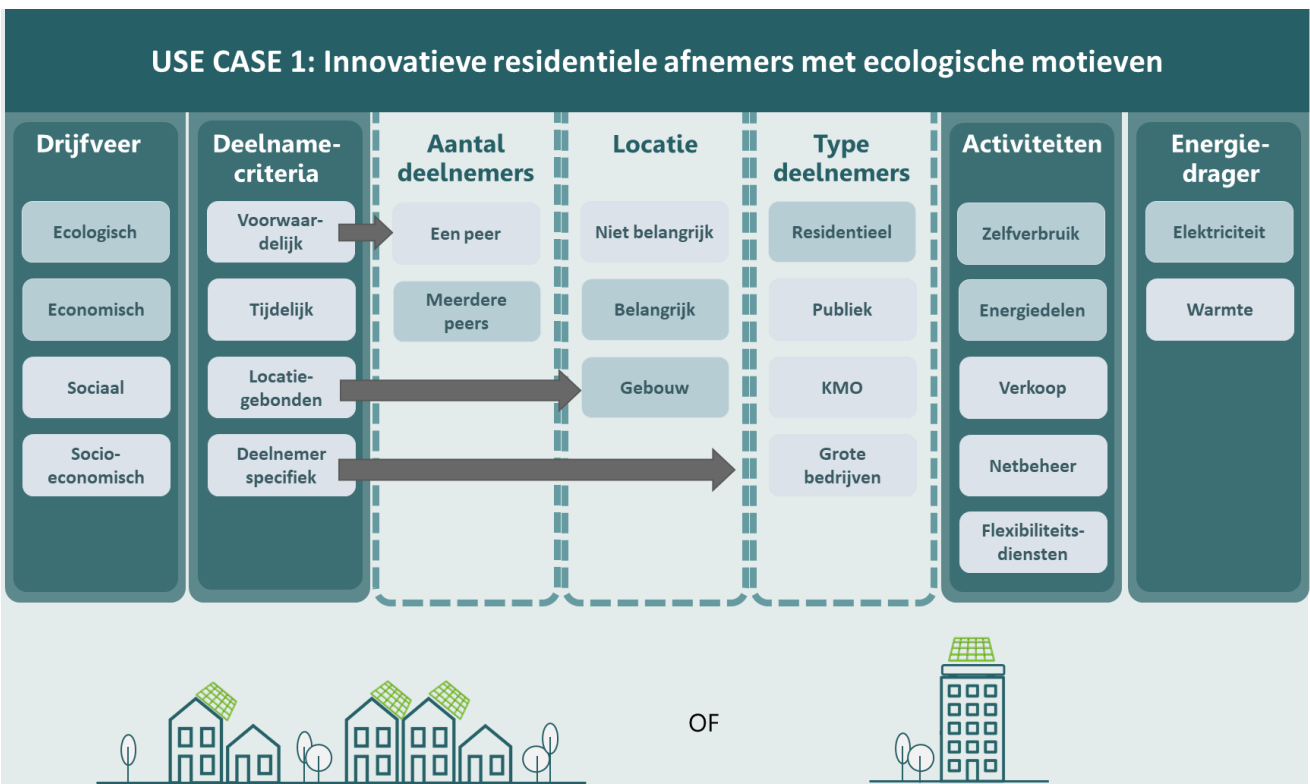 USE CASE 1: Innovatieve residentiele afnemers met ecologische motieven
Drijfveer
Ecologisch
Economisch
Sociaal
Socio-
economisch
Deelname-
criteria
Voorwaar-
delijk
Tijdelijk
Locatie-
gebonden
Deelnemer
specifiek
Aantal
deelnemers
Een peer
Meerdere
peers
Locatie
Niet belangrijk
Belangrijk
Gebouw
Type
deelnemers
Residentieel
Publiek
KMO
Grote
bedrijven
Activiteiten
Zelfverbruik
Energiedelen
Verkoop
Netbeheer
Flexibiliteits-
diensten
Energie-
drager
Elektriciteit
Warmte
OF